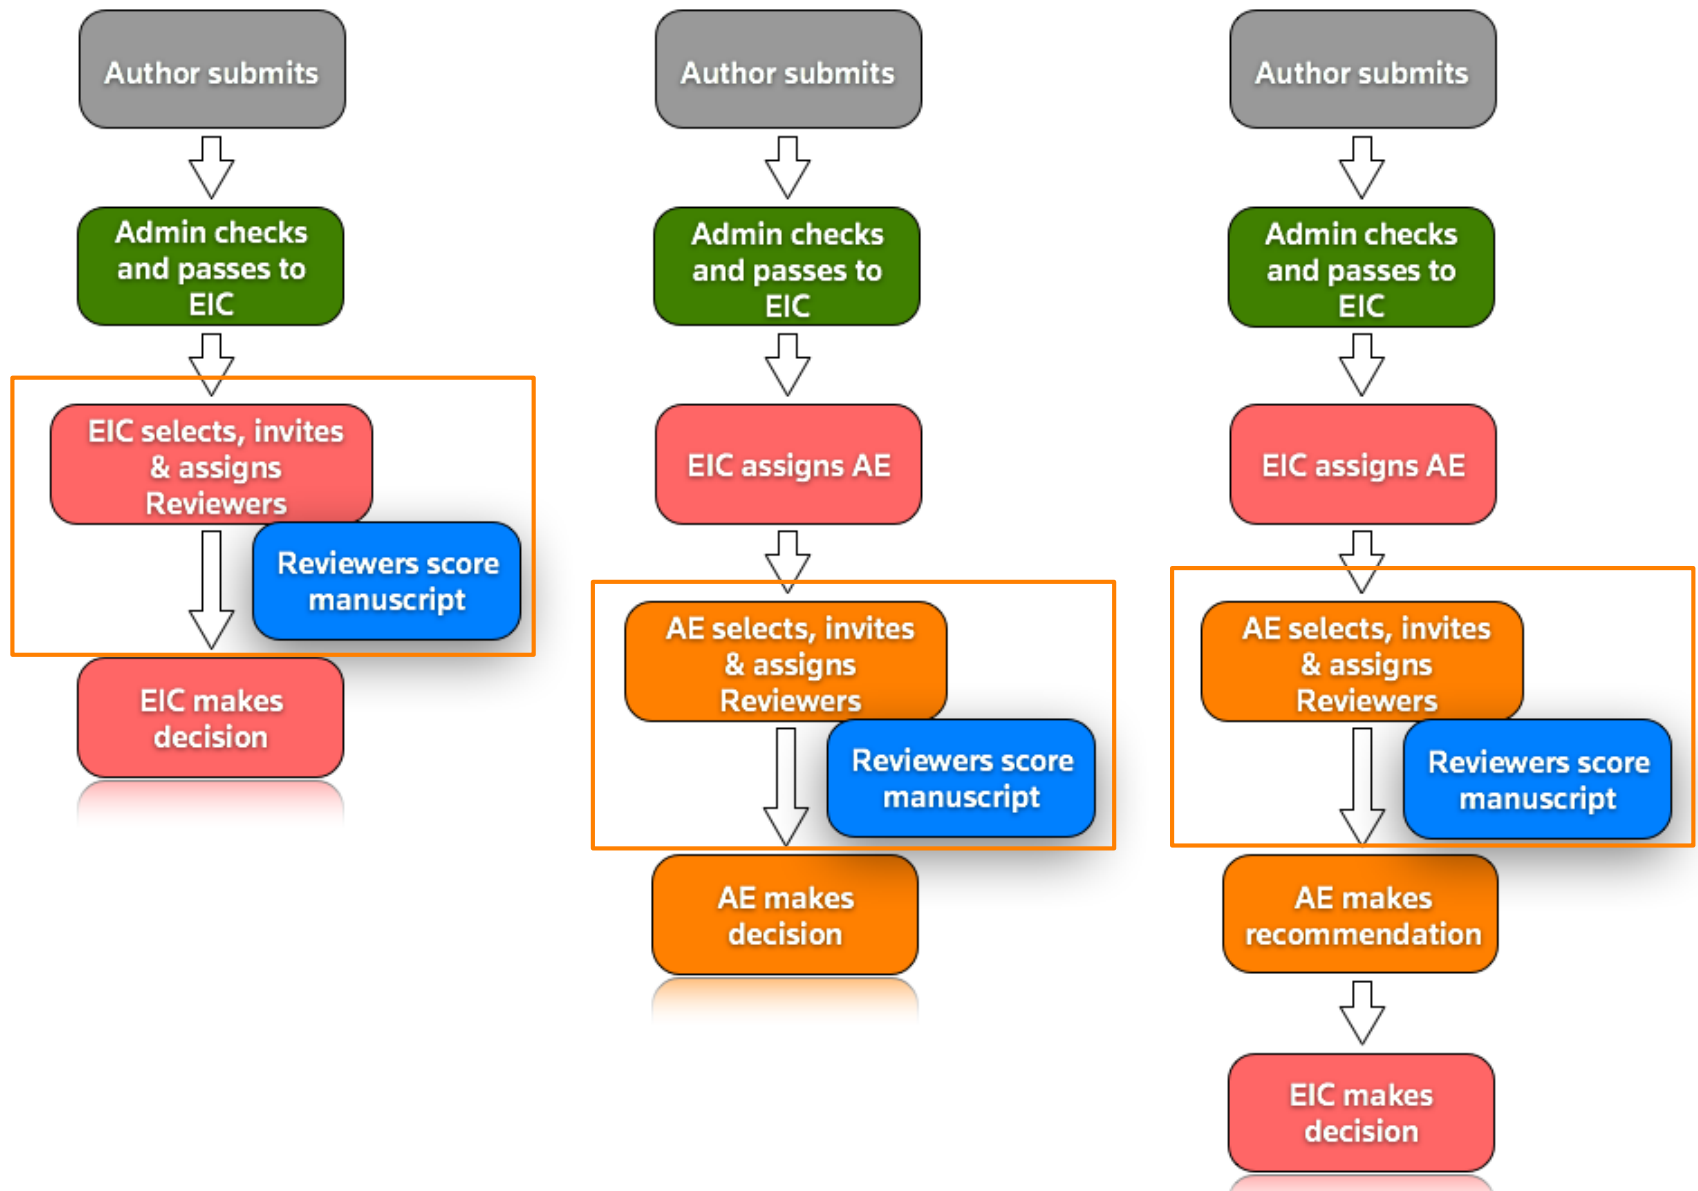 Author submits
Admin checks
and passes to
EIC
EIC selects, invites
& assigns
Reviewers
Reviewers score
manuscript
EIC makes
decision
Author submits
Admin checks
and passes to
EIC
EIC assigns AE
AE selects, invites
& assigns
Reviewers
Reviewers score
manuscript
AE makes
decision
Author submits
Admin checks
and passes to
EIC
EIC assigns AE
AE selects, invites
& assigns
Reviewers
Reviewers score
manuscript
AE makes
recommendation
EIC makes
decision